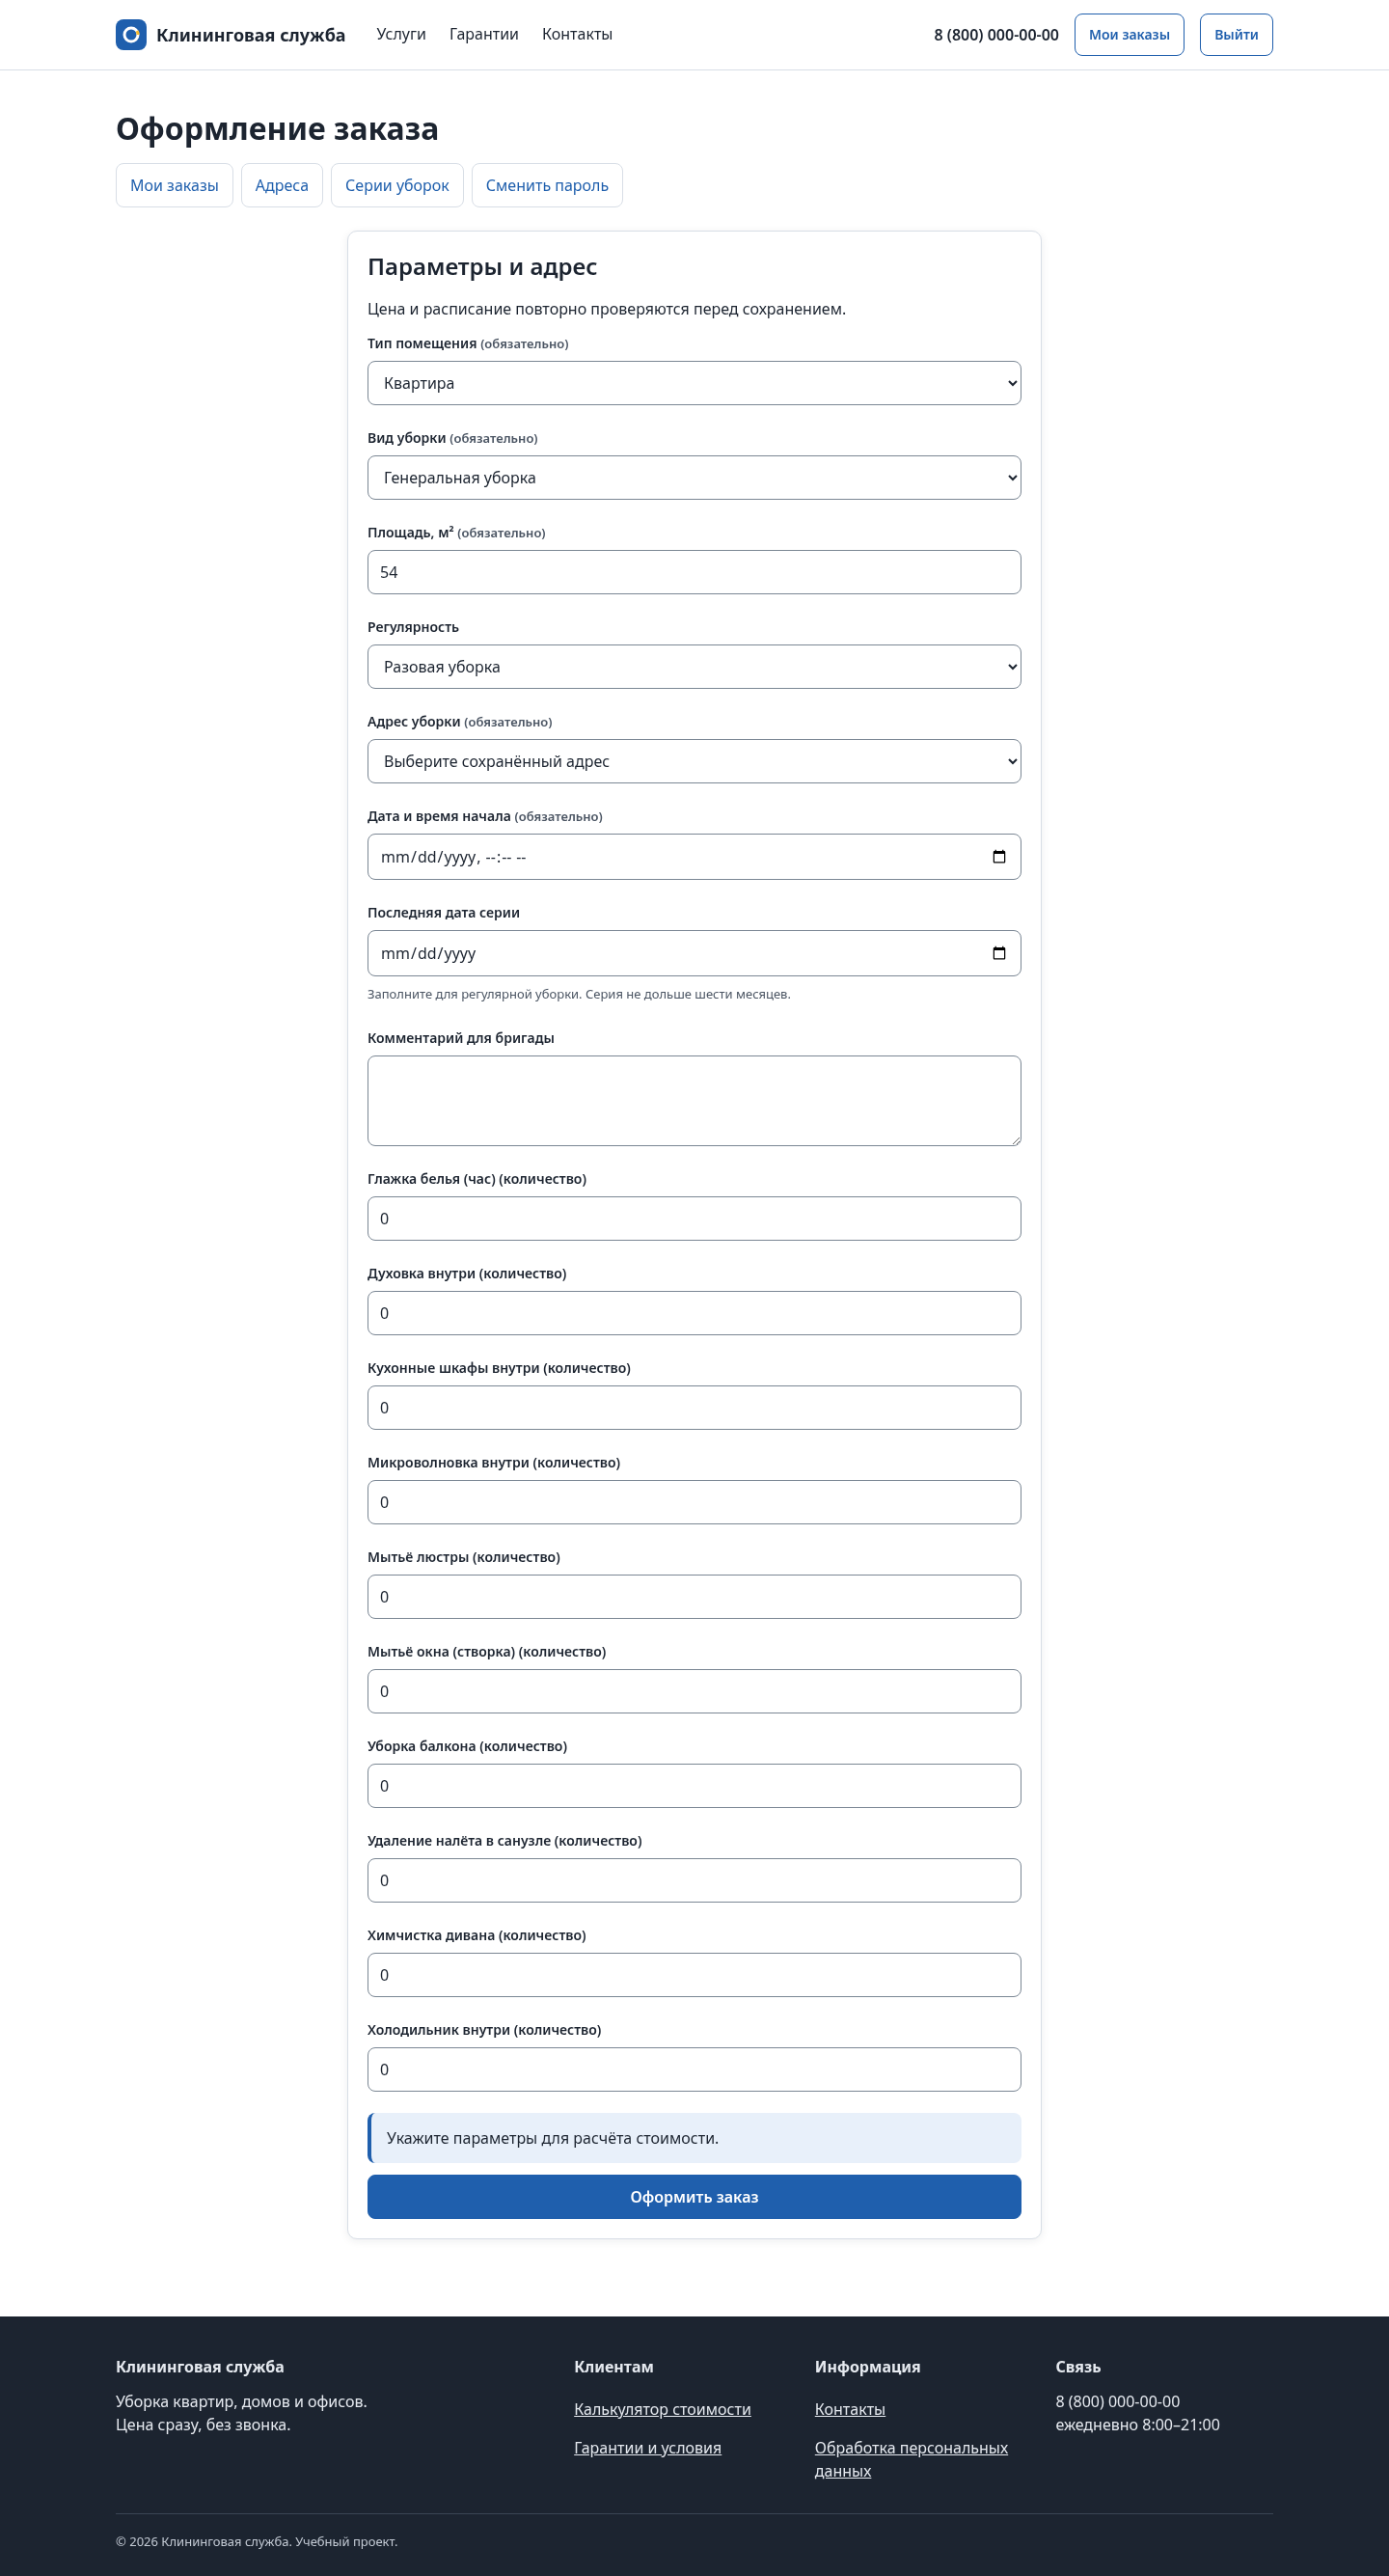 Клининговая служба
Услуги
Гарантии
Контакты
8 (800) 000-00-00
Мои заказы
Выйти
Оформление заказа
Мои заказы
Адреса
Серии уборок
Сменить пароль
Параметры и адрес
Цена и расписание повторно проверяются перед сохранением.
Тип помещения (обязательно)
Квартира
Вид уборки (обязательно)
Генеральная уборка
Площадь, м² (обязательно)
54
Регулярность
Разовая уборка
Адрес уборки (обязательно)
Выберите сохранённый адрес
Дата и время начала (обязательно)
mm/dd/yyyy, --:-- --
Последняя дата серии
mm/dd/yyyy
Заполните для регулярной уборки. Серия не дольше шести месяцев.
Комментарий для бригады
Глажка белья (час) (количество)
0
Духовка внутри (количество)
0
Кухонные шкафы внутри (количество)
0
Микроволновка внутри (количество)
0
Мытьё люстры (количество)
0
Мытьё окна (створка) (количество)
0
Уборка балкона (количество)
0
Удаление налёта в санузле (количество)
0
Химчистка дивана (количество)
0
Холодильник внутри (количество)
0
Укажите параметры для расчёта стоимости.
Оформить заказ
Клининговая служба
Уборка квартир, домов и офисов.
Цена сразу, без звонка.
Клиентам
Калькулятор стоимости
Гарантии и условия
Информация
Контакты
Обработка персональных
данных
Связь
8 (800) 000-00-00
ежедневно 8:00–21:00
© 2026 Клининговая служба. Учебный проект.